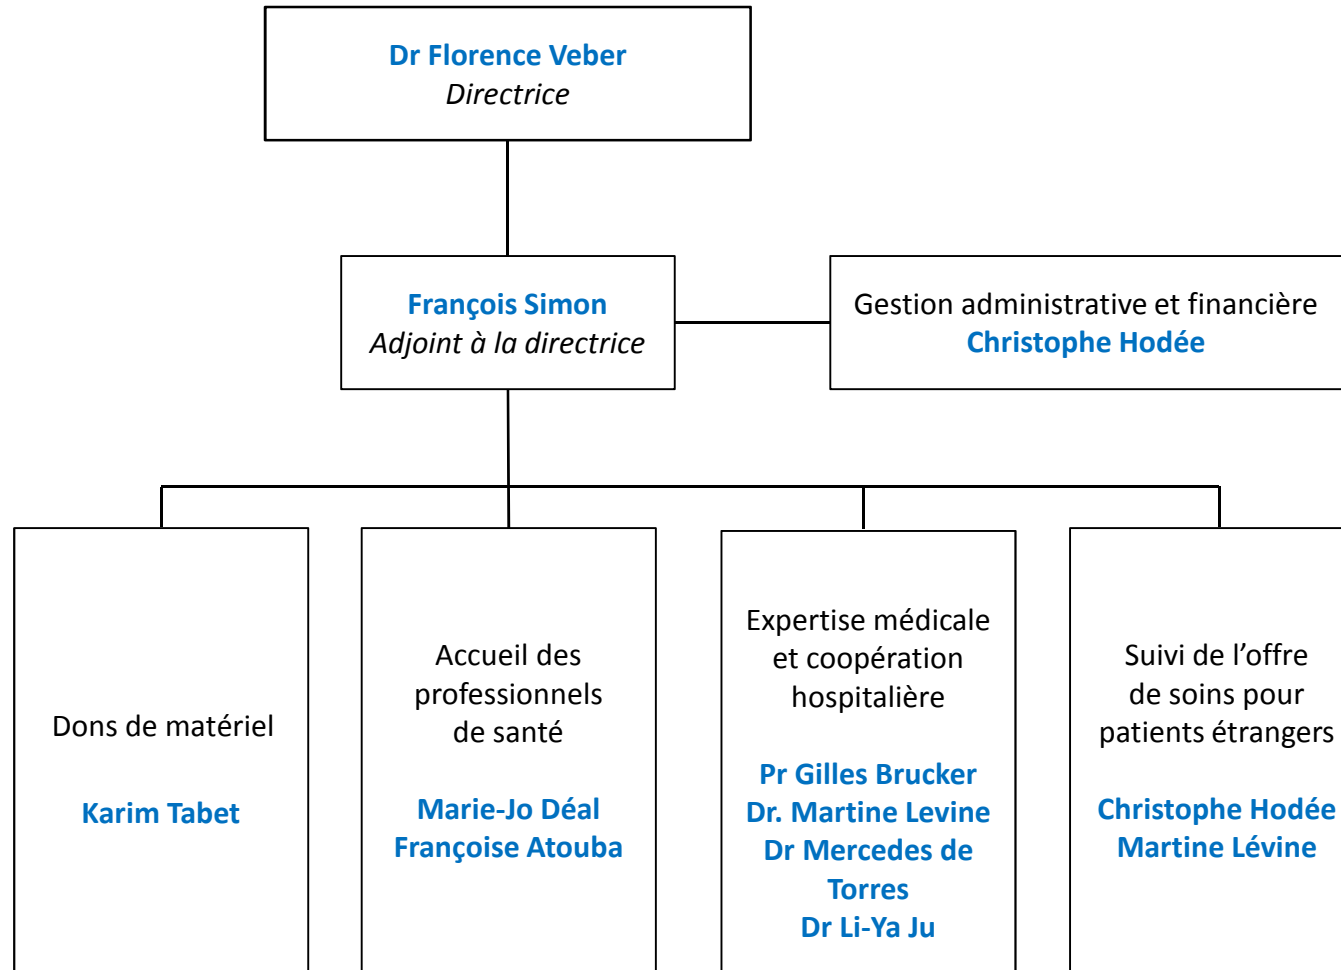 Dr Florence Veber
Directrice
François Simon
Adjoint à la directrice
Gestion administrative et financière
Christophe Hodée
Dons de matériel
Karim Tabet
Accueil des
professionnels
de santé
Marie-Jo Déal
Françoise Atouba
Expertise médicale
et coopération
hospitalière
Pr Gilles Brucker
Dr. Martine Levine
Dr Mercedes de
Torres
Dr Li-Ya Ju
Suivi de l’offre
de soins pour
patients étrangers
Christophe Hodée
Martine Lévine